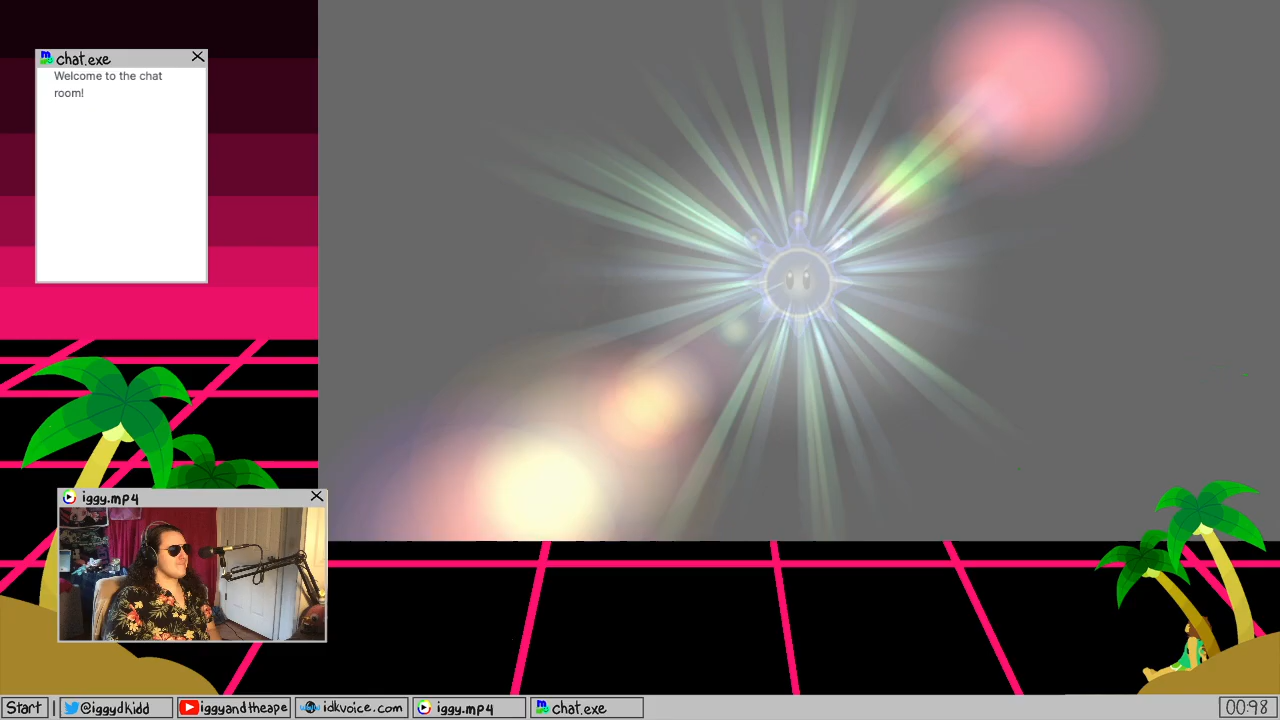 chat.exe
Welcome to the chat
room!
iggy.mp4
Start | @iggydkidd iggyandtheape www idkvoice.com iggy.mp4 chat.exe 00:98